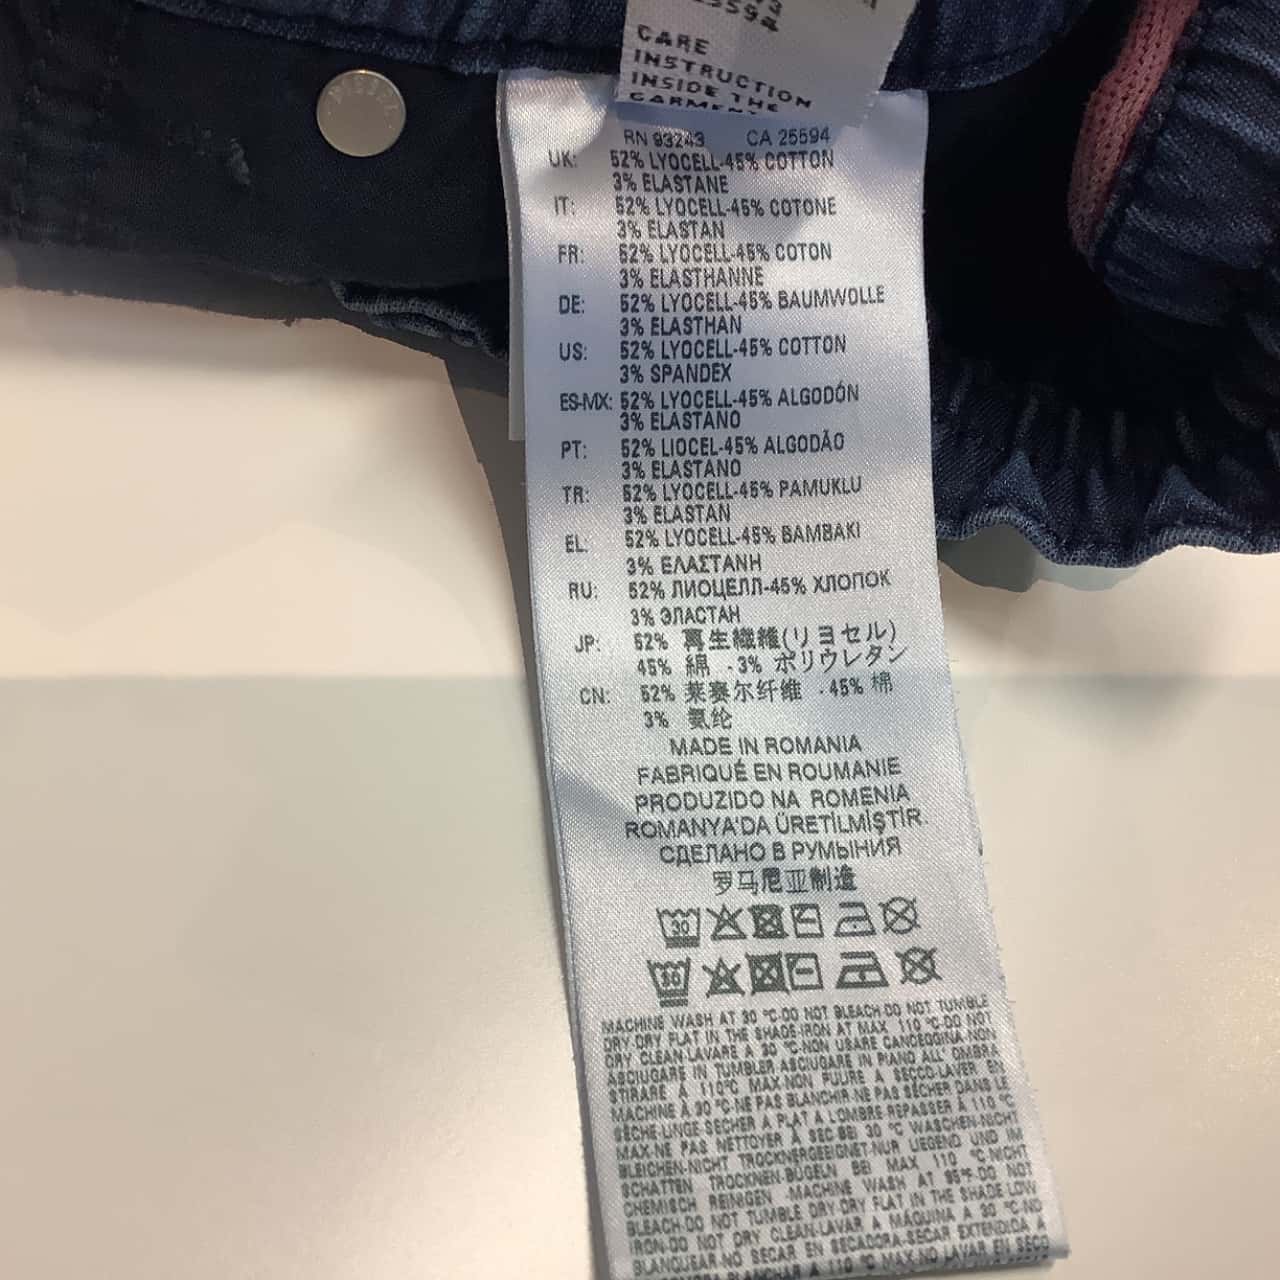 25594
CARE
INSTRUCTION
INSIDE THE
GARMENT
RN 93243 CA 25594
UK: 52% LYOCELL-45% COTTON
3% ELASTANE
IT: 52% LYOCELL-45% COTONE
3% ELASTAN
FR: 52% LYOCELL-45% COTON
3% ELASTHANNE
DE: 52% LYOCELL-45% BAUMWOLLE
3% ELASTHAN
US: 52% LYOCELL-45% COTTON
3% SPANDEX
ES-MX: 52% LYOCELL-45% ALGODÓN
3% ELASTANO
PT: 52% LIOCEL-45% ALGODÃO
3% ELASTANO
TR: 52% LYOCELL-45% PAMUKLU
3% ELASTAN
EL: 52% LYOCELL-45% BAMBAKI
3% ΕΛΑΣΤΑΝΗ
RU: 52% ЛИОЦЕЛЛ-45% ХЛОПОК
3% ЭЛАСТАН
JP: 52% 再生繊維(リヨセル)
45% 綿 .3% ポリウレタン
CN: 52% 莱赛尔纤维 .45% 棉
3% 氨纶
MADE IN ROMANIA
FABRIQUÉ EN ROUMANIE
PRODUZIDO NA ROMENIA
ROMANYA'DA ÜRETİLMİŞTİR.
СДЕЛАНО В РУМЫНИЯ
罗马尼亚制造
30
30
MACHINE WASH AT 30 °C-DO NOT BLEACH-DO NOT TUMBLE
DRY-DRY FLAT IN THE SHADE-IRON AT MAX 110 °C-DO NOT
DRY CLEAN-LAVARE A 30 °C-NON USARE CANDEGGINA-NON
ASCIUGARE IN TUMBLER ASCIUGARE IN PIANO ALL' OMBRA
STIRARE A 110°C MAX-NON PULIRE A SECCO-LAVER EN
MACHINE À 30 °C-NE PAS BLANCHIR-NE PAS SÉCHER DANS LE
SÈCHE-LINGE-SECHER A PLAT A L'OMBRE-REPASSER À 110 °C
MAX-NE PAS NETTOYER À SEC-BEI 30 °C WASCHEN-NICHT
BLEICHEN-NICHT TROCKNERGEEIGNET-NUR LIEGEND UND IM
SCHATTEN TROCKNEN-BÜGELN BEI MAX 110 °C-NICHT
CHEMISCH REINIGEN -MACHINE WASH AT 85°F-DO NOT
BLEACH-DO NOT TUMBLE DRY-DRY FLAT IN THE SHADE-LOW
IRON-DO NOT DRY CLEAN-LAVAR A MÁQUINA A 30 °C-NO
BLANQUEAR-NO SECAR EN SECADORA-SECAR EXTENDIDA A
A 110 °C MAX-NO LAVAR EN SECO